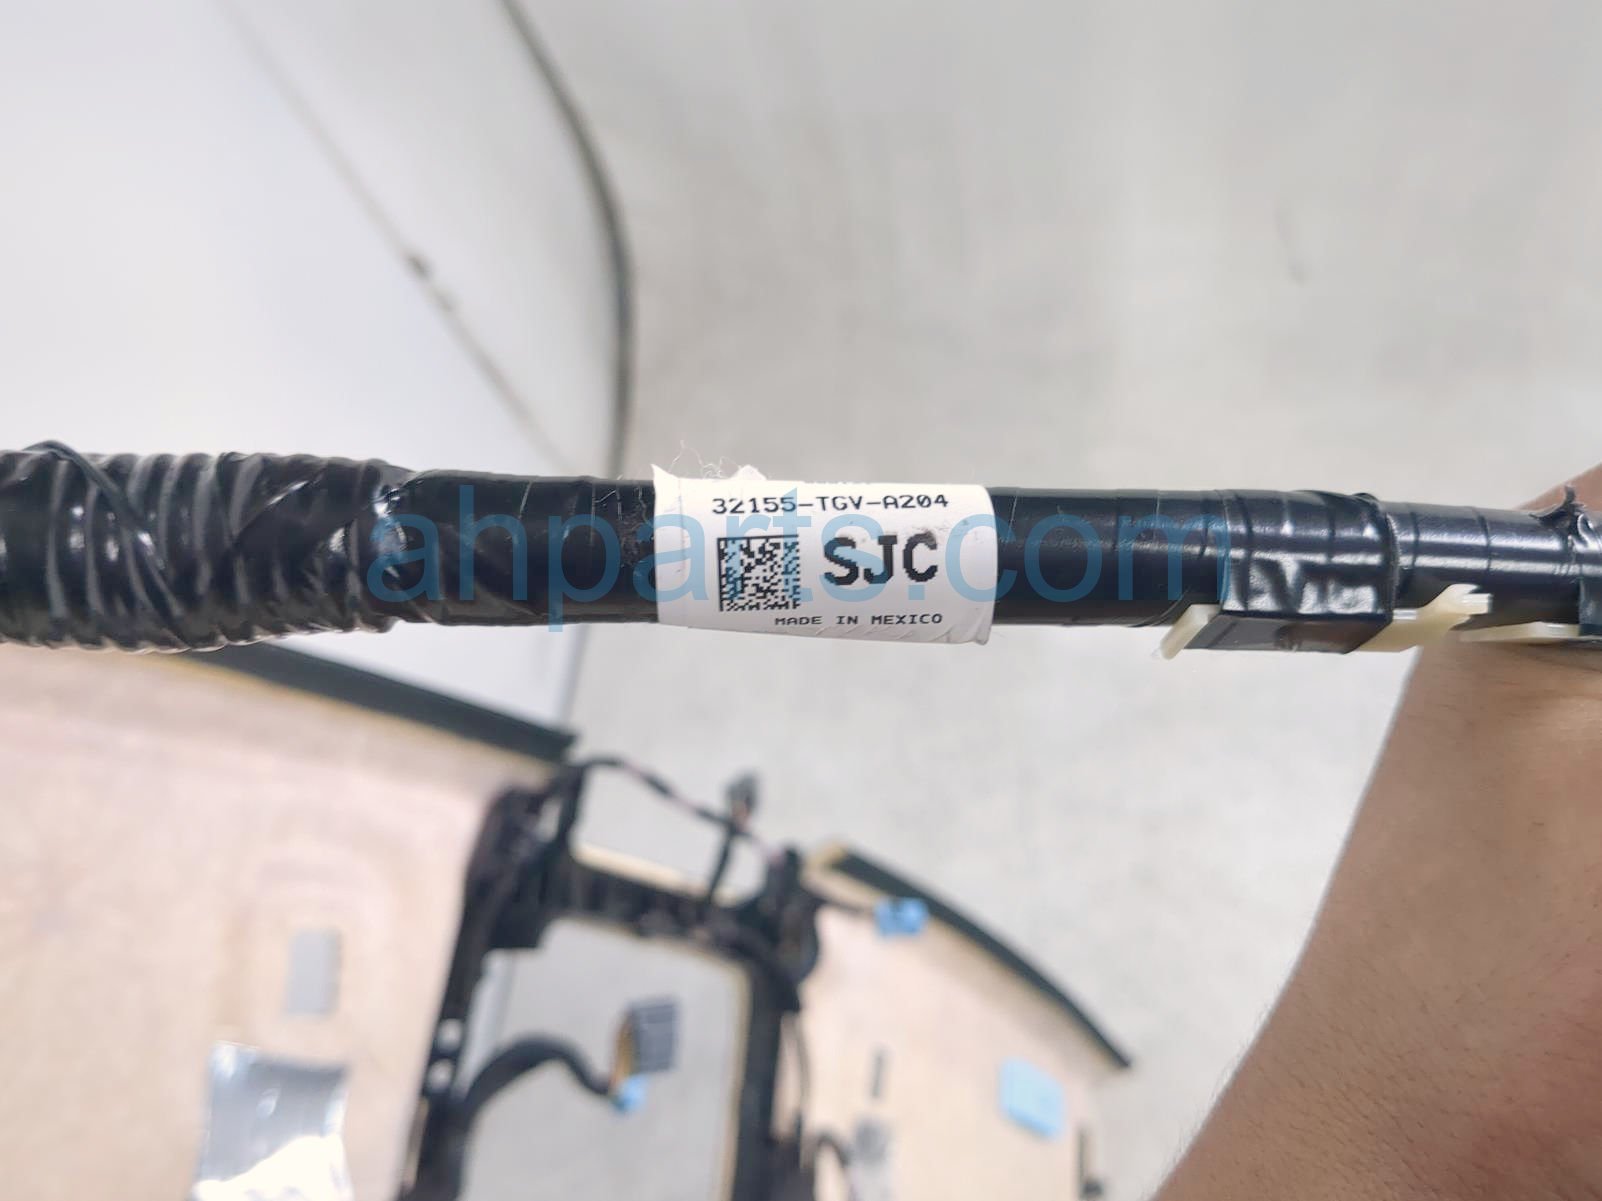 32155-TGV-A204
SJC
MADE IN MEXICO
ahparts.com